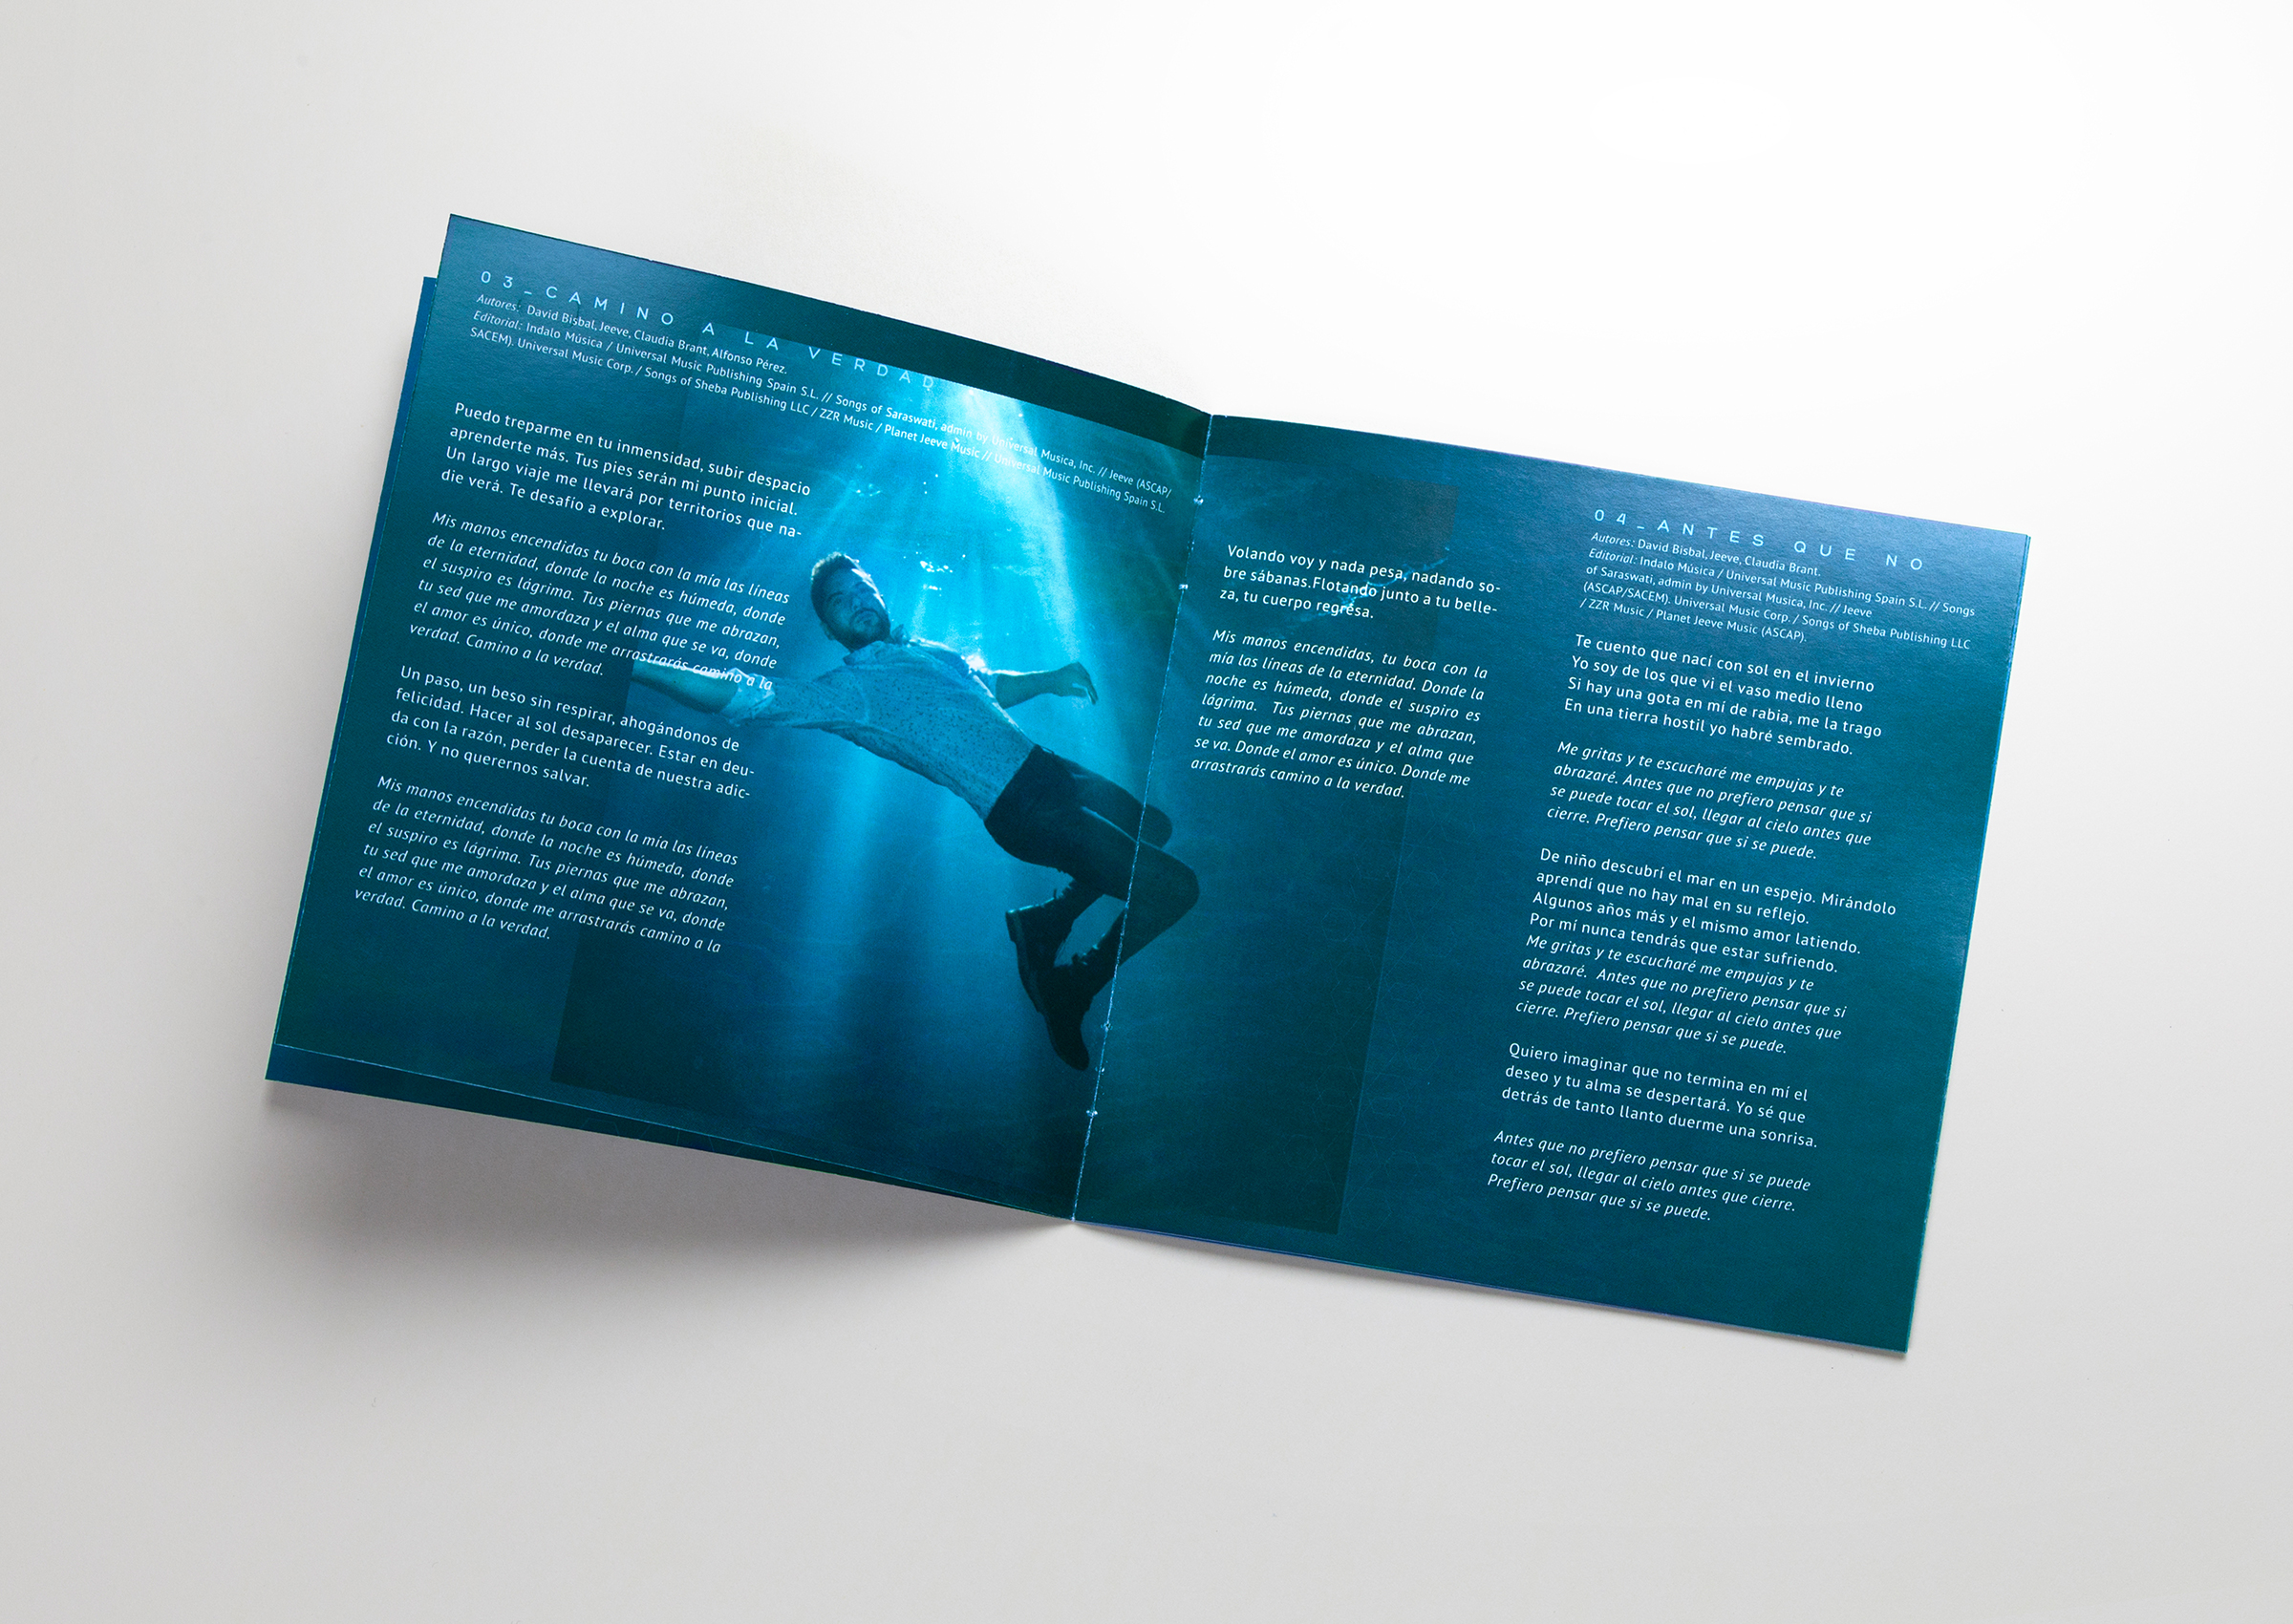 03_CAMINO A LA VERDAD
Autores: David Bisbal, Jeeve, Claudia Brant, Alfonso Pérez.
Editorial: Indalo Música / Universal Music Publishing Spain S.L. // Songs of Saraswati, admin by Universal Musica, Inc. // Jeeve (ASCAP/
SACEM). Universal Music Corp. / Songs of Sheba Publishing LLC / ZZR Music / Planet Jeeve Music // Universal Music Publishing Spain S.L.
Puedo treparme en tu inmensidad, subir despacio
aprenderte más. Tus pies serán mi punto inicial.
Un largo viaje me llevará por territorios que na-
die verá. Te desafío a explorar.
Mis manos encendidas tu boca con la mía las líneas
de la eternidad, donde la noche es húmeda, donde
el suspiro es lágrima. Tus piernas que me abrazan,
tu sed que me amordaza y el alma que se va, donde
el amor es único, donde me arrastrarás camino a la
verdad. Camino a la verdad.
Un paso, un beso sin respirar, ahogándonos de
felicidad. Hacer al sol desaparecer. Estar en deu-
da con la razón, perder la cuenta de nuestra adic-
ción. Y no querernos salvar.
Mis manos encendidas tu boca con la mía las líneas
de la eternidad, donde la noche es húmeda, donde
el suspiro es lágrima. Tus piernas que me abrazan,
tu sed que me amordaza y el alma que se va, donde
el amor es único, donde me arrastrarás camino a la
verdad. Camino a la verdad.
Volando voy y nada pesa, nadando so-
bre sábanas.Flotando junto a tu belle-
za, tu cuerpo regresa.
Mis manos encendidas, tu boca con la
mía las líneas de la eternidad. Donde la
noche es húmeda, donde el suspiro es
lágrima. Tus piernas que me abrazan,
tu sed que me amordaza y el alma que
se va. Donde el amor es único. Donde me
arrastrarás camino a la verdad.
04_ANTES QUE NO
Autores: David Bisbal, Jeeve, Claudia Brant.
Editorial: Indalo Música / Universal Music Publishing Spain S.L. // Songs
of Saraswati, admin by Universal Musica, Inc. // Jeeve
(ASCAP/SACEM). Universal Music Corp. / Songs of Sheba Publishing LLC
/ ZZR Music / Planet Jeeve Music (ASCAP).
Te cuento que nací con sol en el invierno
Yo soy de los que vi el vaso medio lleno
Si hay una gota en mí de rabia, me la trago
En una tierra hostil yo habré sembrado.
Me gritas y te escucharé me empujas y te
abrazaré. Antes que no prefiero pensar que si
se puede tocar el sol, llegar al cielo antes que
cierre. Prefiero pensar que si se puede.
De niño descubrí el mar en un espejo. Mirándolo
aprendí que no hay mal en su reflejo.
Algunos años más y el mismo amor latiendo.
Por mí nunca tendrás que estar sufriendo.
Me gritas y te escucharé me empujas y te
abrazaré. Antes que no prefiero pensar que si
se puede tocar el sol, llegar al cielo antes que
cierre. Prefiero pensar que si se puede.
Quiero imaginar que no termina en mí el
deseo y tu alma se despertará. Yo sé que
detrás de tanto llanto duerme una sonrisa.
Antes que no prefiero pensar que si se puede
tocar el sol, llegar al cielo antes que cierre.
Prefiero pensar que si se puede.